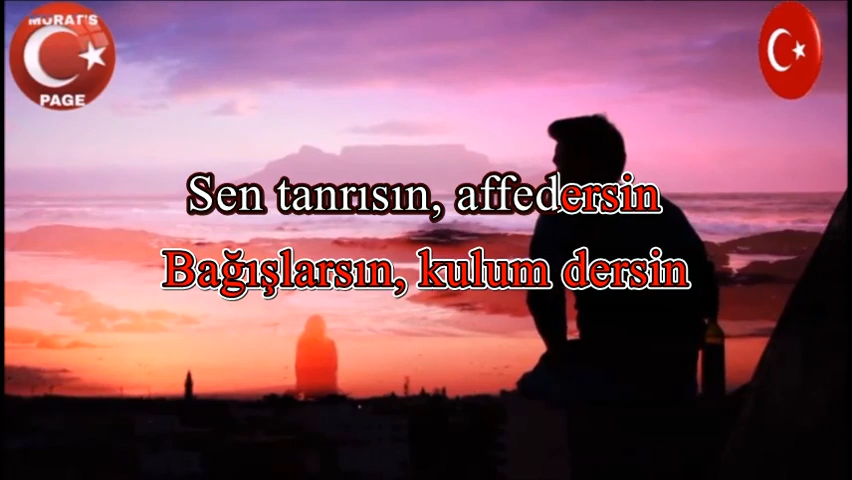 MURAT'S
PAGE
Sen tanrısın, affedersin
Bağışlarsın, kulum dersin